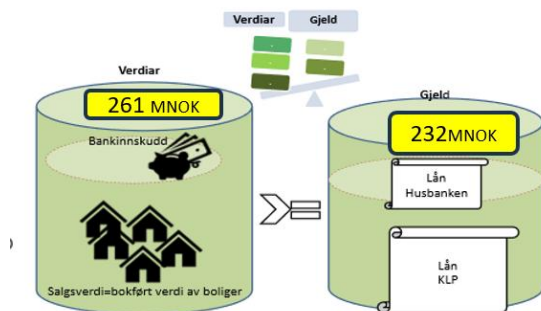 Verdiar
Gjeld
Verdiar
261 MNOK
Bankinnskudd
Salgsverdi=bokført verdi av boliger
Gjeld
232MNOK
Lån
Husbanken
Lån
KLP